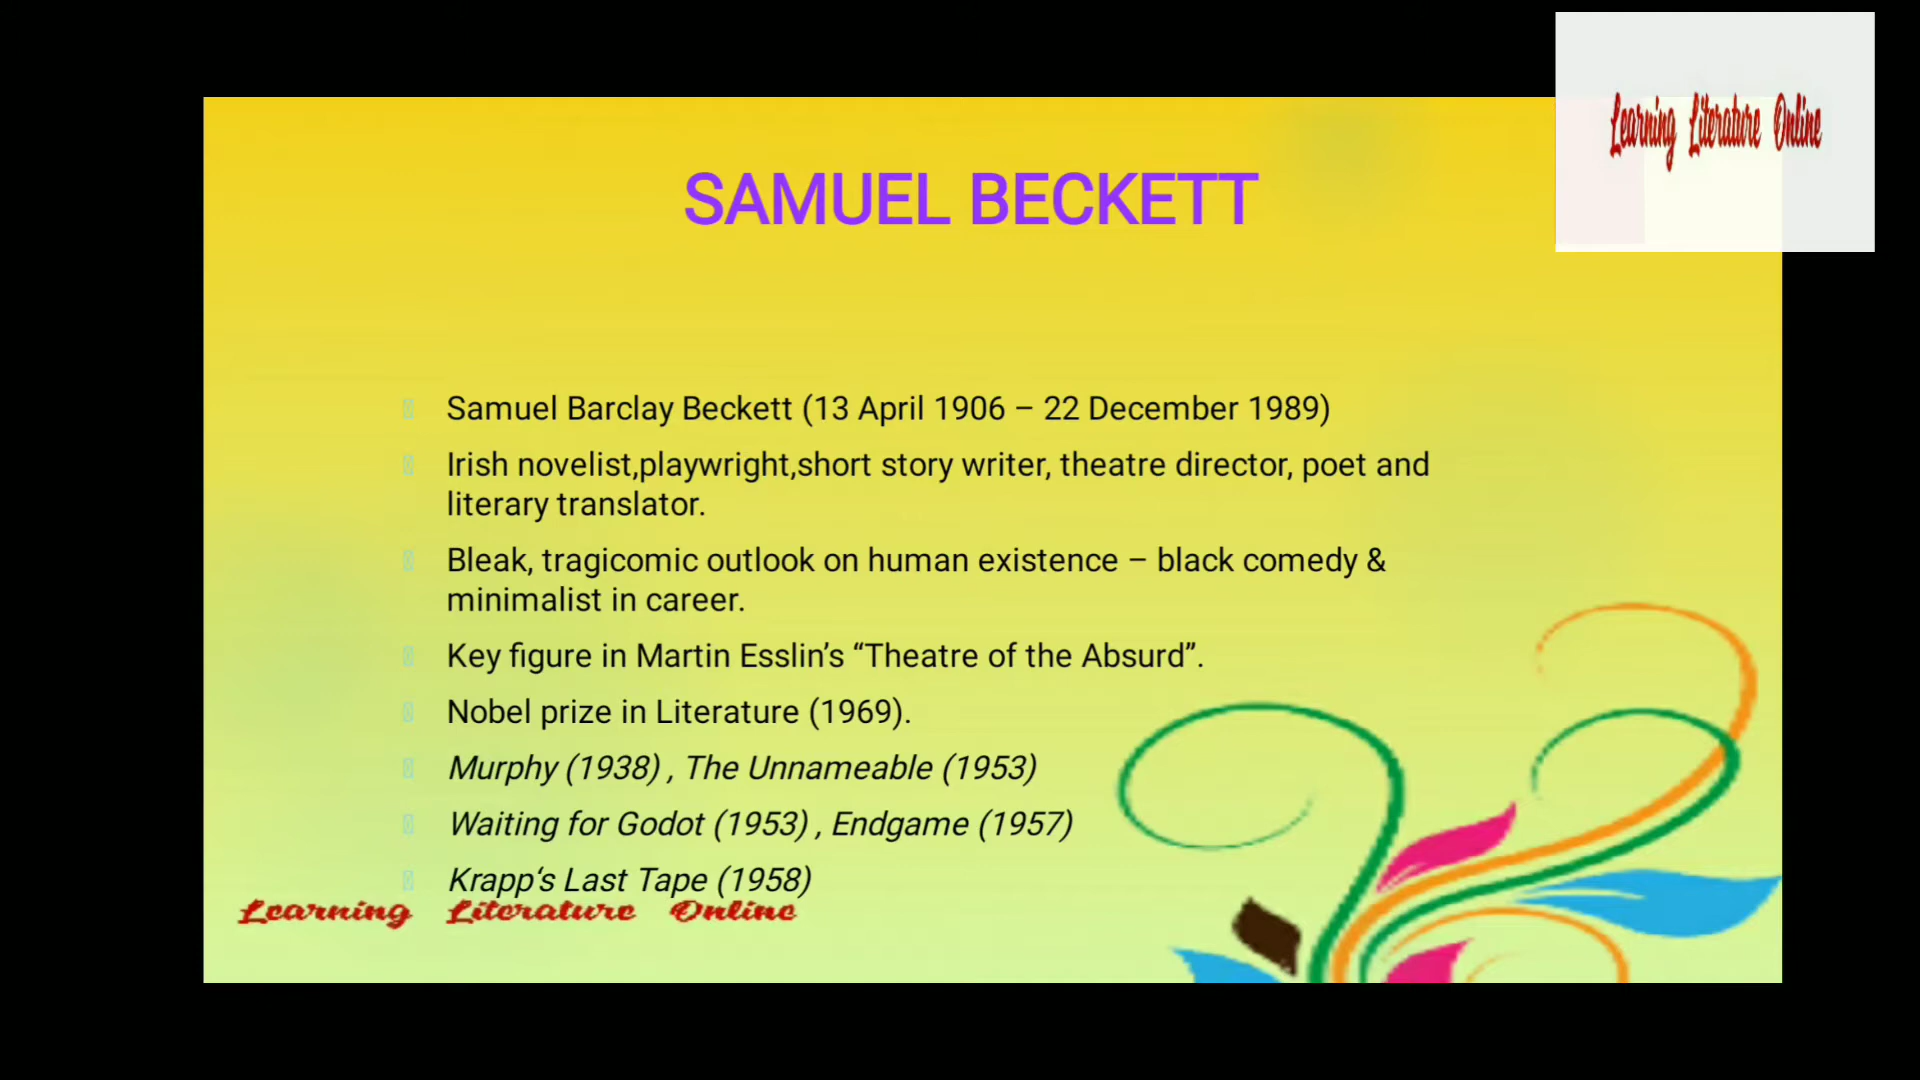 Learning Literature Online
SAMUEL BECKETT
Samuel Barclay Beckett (13 April 1906 – 22 December 1989)
Irish novelist,playwright,short story writer, theatre director, poet and
literary translator.
Bleak, tragicomic outlook on human existence – black comedy &
minimalist in career.
Key figure in Martin Esslin’s “Theatre of the Absurd”.
Nobel prize in Literature (1969).
Murphy (1938) , The Unnameable (1953)
Waiting for Godot (1953) , Endgame (1957)
Krapp‘s Last Tape (1958)
Learning Literature Online